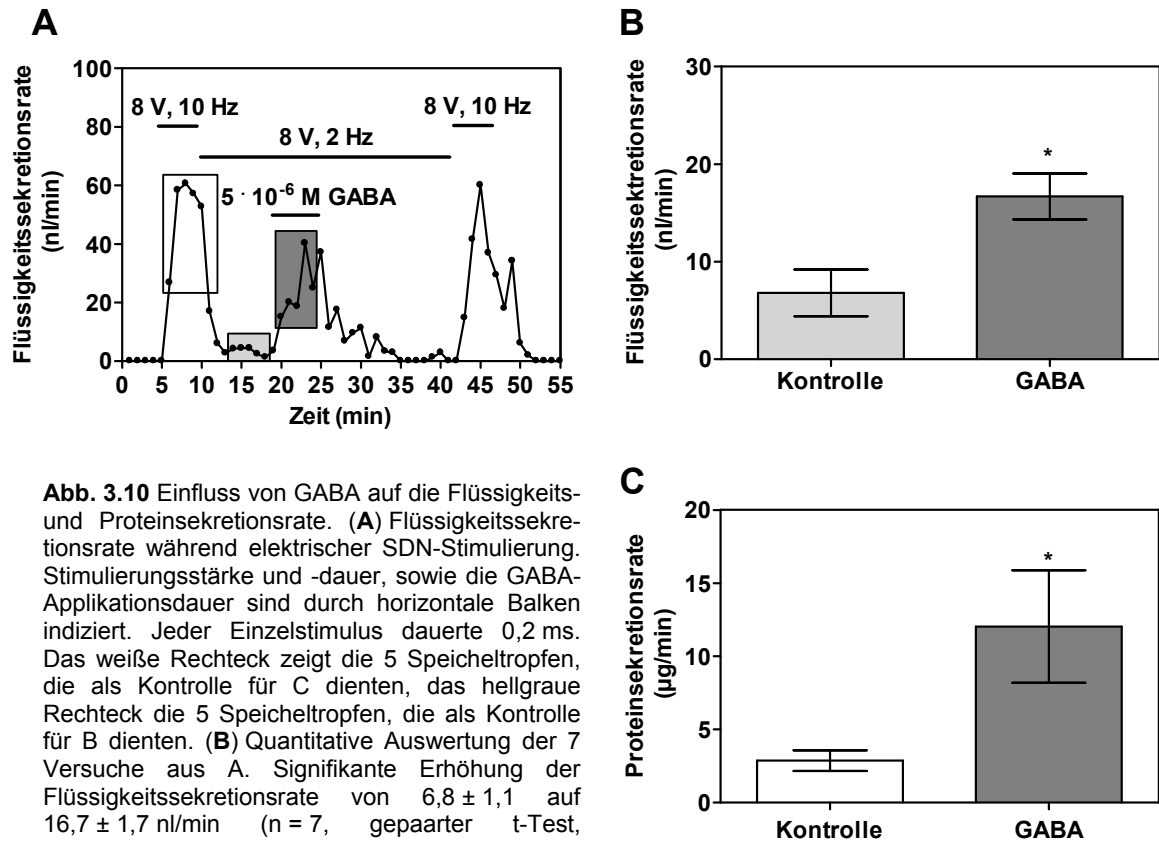 A
Flüssigkeitssekretionsrate
(nl/min)
100
80
60
40
20
0
8 V, 10 Hz
8 V, 2 Hz
8 V, 10 Hz
5 · 10⁻⁶ M GABA
0 5 10 15 20 25 30 35 40 45 50 55
Zeit (min)
B
Flüssigkeitssektretionsrate
(nl/min)
30
20
10
0
*
Kontrolle GABA
Abb. 3.10 Einfluss von GABA auf die Flüssigkeits-
und Proteinsekretionsrate. (A) Flüssigkeitssekre-
tionsrate während elektrischer SDN-Stimulierung.
Stimulierungsstärke und -dauer, sowie die GABA-
Applikationsdauer sind durch horizontale Balken
indiziert. Jeder Einzelstimulus dauerte 0,2 ms.
Das weiße Rechteck zeigt die 5 Speicheltropfen,
die als Kontrolle für C dienten, das hellgraue
Rechteck die 5 Speicheltropfen, die als Kontrolle
für B dienten. (B) Quantitative Auswertung der 7
Versuche aus A. Signifikante Erhöhung der
Flüssigkeitssekretionsrate von 6,8 ± 1,1 auf
16,7 ± 1,7 nl/min (n = 7, gepaarter t-Test,
C
Proteinsekretionsrate
(µg/min)
20
15
10
5
0
*
Kontrolle GABA